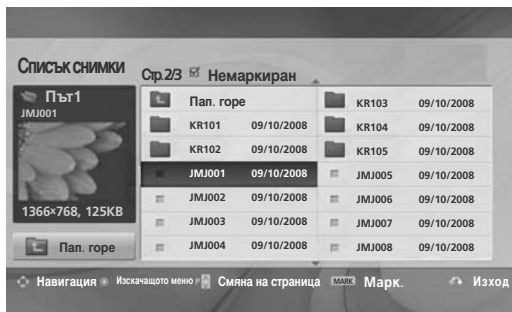 Списък снимки
Стр.2/3 Немаркиран
Път1
JMJ001
1366×768, 125KB
Пап. горе
Пап. горе
KR101 09/10/2008
KR102 09/10/2008
JMJ001 09/10/2008
JMJ002 09/10/2008
JMJ003 09/10/2008
JMJ004 09/10/2008
KR103 09/10/2008
KR104 09/10/2008
KR105 09/10/2008
JMJ005 09/10/2008
JMJ006 09/10/2008
JMJ007 09/10/2008
JMJ008 09/10/2008
Навигация Изскачащото меню Смяна на страница MARK Марк. Изход